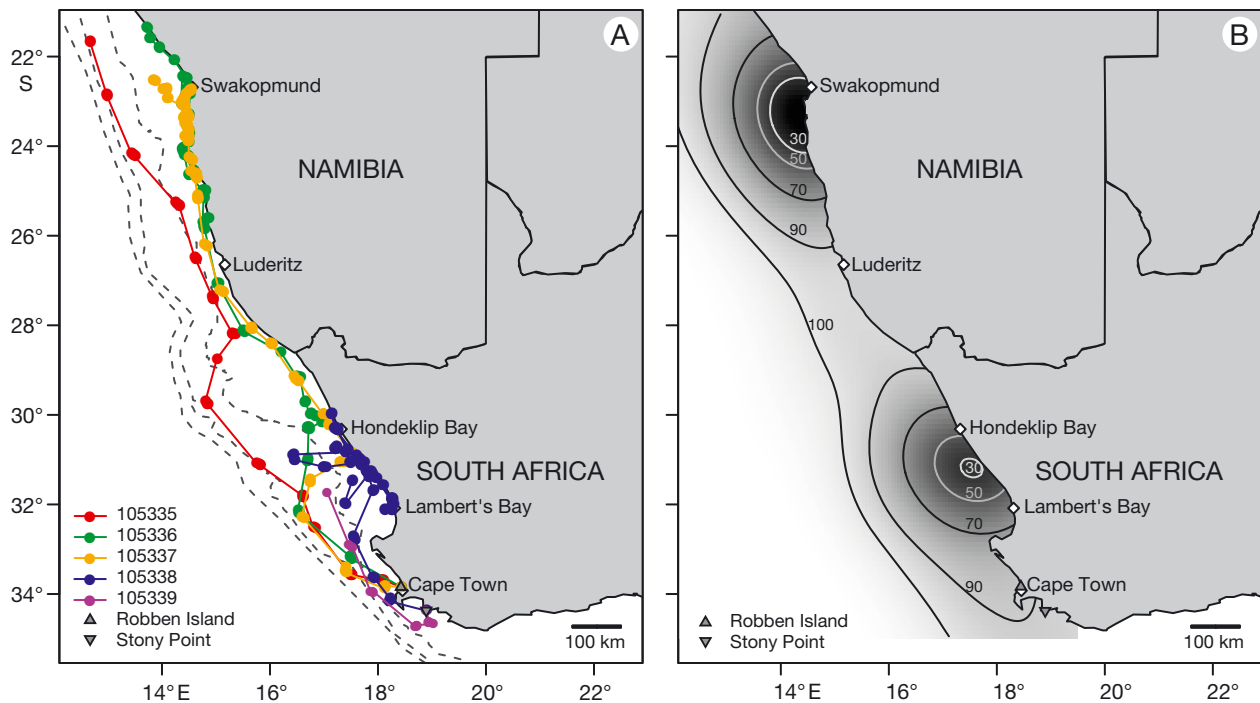 A
22°
S
24°
26°
28°
30°
32°
34°
Swakopmund
NAMIBIA
Luderitz
Hondeklip Bay
SOUTH AFRICA
Lambert's Bay
Cape Town
105335
105336
105337
105338
105339
Robben Island
Stony Point
100 km
14° E
16°
18°
20°
22°
B
Swakopmund
30
50
NAMIBIA
70
90
Luderitz
100
Hondeklip Bay
30
SOUTH AFRICA
50
Lambert's Bay
70
Cape Town
90
Robben Island
Stony Point
100 km
14° E
16°
18°
20°
22°